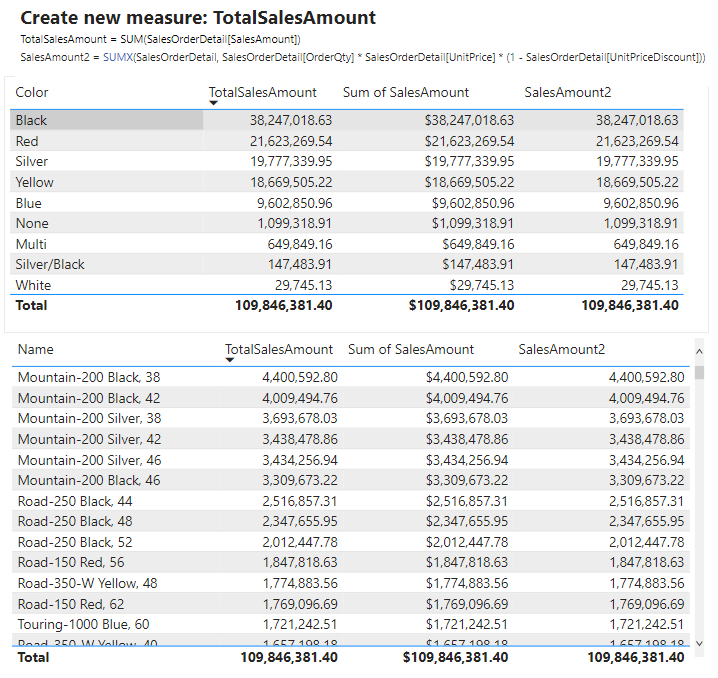 Create new measure: TotalSalesAmount
TotalSalesAmount = SUM(SalesOrderDetail[SalesAmount])
SalesAmount2 = SUMX(SalesOrderDetail, SalesOrderDetail[OrderQty] * SalesOrderDetail[UnitPrice] * (1 - SalesOrderDetail[UnitPriceDiscount]))
Color TotalSalesAmount Sum of SalesAmount SalesAmount2
Black 38,247,018.63 $38,247,018.63 38,247,018.63
Red 21,623,269.54 $21,623,269.54 21,623,269.54
Silver 19,777,339.95 $19,777,339.95 19,777,339.95
Yellow 18,669,505.22 $18,669,505.22 18,669,505.22
Blue 9,602,850.96 $9,602,850.96 9,602,850.96
None 1,099,318.91 $1,099,318.91 1,099,318.91
Multi 649,849.16 $649,849.16 649,849.16
Silver/Black 147,483.91 $147,483.91 147,483.91
White 29,745.13 $29,745.13 29,745.13
Total 109,846,381.40 $109,846,381.40 109,846,381.40
Name TotalSalesAmount Sum of SalesAmount SalesAmount2
Mountain-200 Black, 38 4,400,592.80 $4,400,592.80 4,400,592.80
Mountain-200 Black, 42 4,009,494.76 $4,009,494.76 4,009,494.76
Mountain-200 Silver, 38 3,693,678.03 $3,693,678.03 3,693,678.03
Mountain-200 Silver, 42 3,438,478.86 $3,438,478.86 3,438,478.86
Mountain-200 Silver, 46 3,434,256.94 $3,434,256.94 3,434,256.94
Mountain-200 Black, 46 3,309,673.22 $3,309,673.22 3,309,673.22
Road-250 Black, 44 2,516,857.31 $2,516,857.31 2,516,857.31
Road-250 Black, 48 2,347,655.95 $2,347,655.95 2,347,655.95
Road-250 Black, 52 2,012,447.78 $2,012,447.78 2,012,447.78
Road-150 Red, 56 1,847,818.63 $1,847,818.63 1,847,818.63
Road-350-W Yellow, 48 1,774,883.56 $1,774,883.56 1,774,883.56
Road-150 Red, 62 1,769,096.69 $1,769,096.69 1,769,096.69
Touring-1000 Blue, 60 1,721,242.51 $1,721,242.51 1,721,242.51
Road-350-W Yellow, 40 1,657,198.18 $1,657,198.18 1,657,198.18
Total 109,846,381.40 $109,846,381.40 109,846,381.40